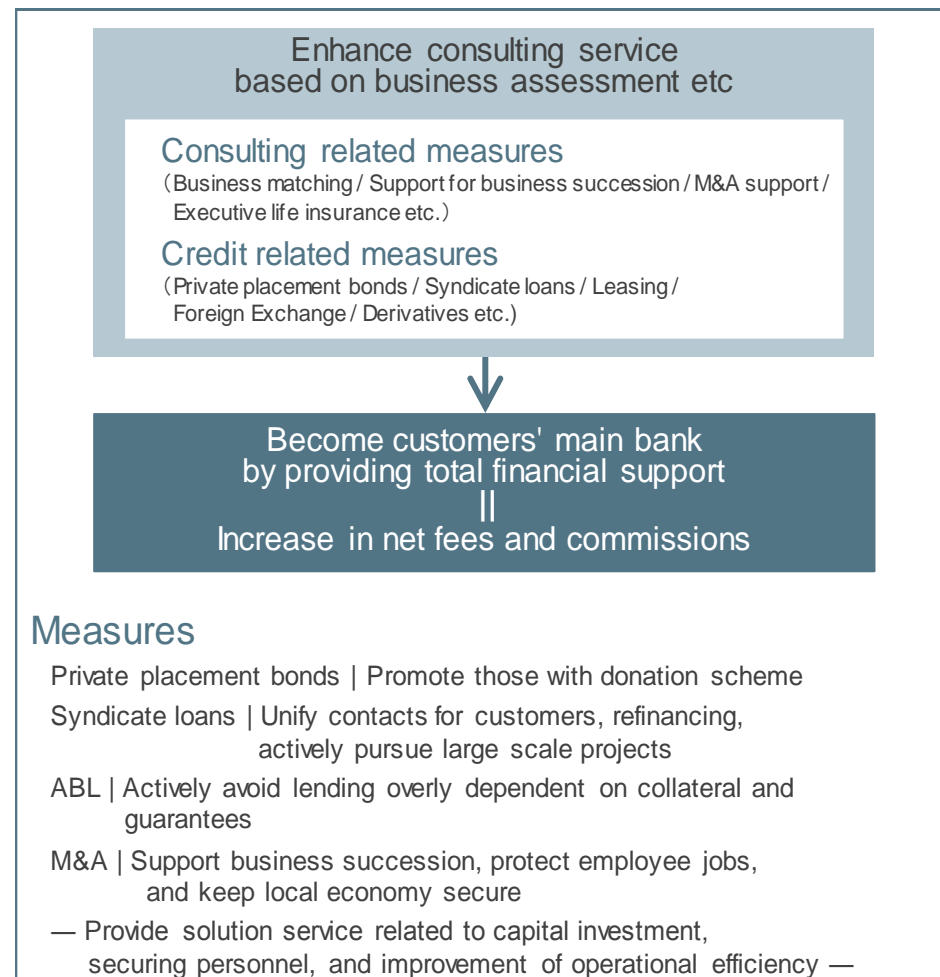 Enhance consulting service
based on business assessment etc
Consulting related measures
（Business matching / Support for business succession / M&A support /
Executive life insurance etc.）
Credit related measures
（Private placement bonds / Syndicate loans / Leasing /
Foreign Exchange / Derivatives etc.)
Become customers' main bank
by providing total financial support
||
Increase in net fees and commissions
Measures
Private placement bonds | Promote those with donation scheme
Syndicate loans | Unify contacts for customers, refinancing,
actively pursue large scale projects
ABL | Actively avoid lending overly dependent on collateral and
guarantees
M&A | Support business succession, protect employee jobs,
and keep local economy secure
— Provide solution service related to capital investment,
securing personnel, and improvement of operational efficiency —